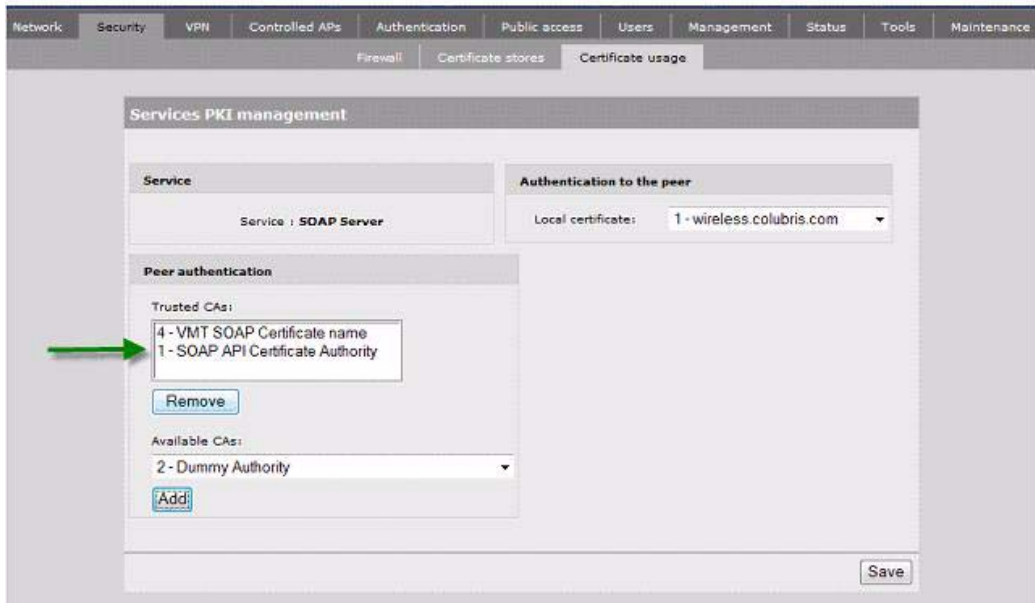 Network Security VPN Controlled APs Authentication Public access Users Management Status Tools Maintenance
Firewall Certificate stores Certificate usage
Services PKI management
Service
Service : SOAP Server
Authentication to the peer
Local certificate: 1 - wireless.colubris.com
Peer authentication
Trusted CAs:
4 - VMT SOAP Certificate name
1 - SOAP API Certificate Authority
Remove
Available CAs:
2 - Dummy Authority
Add
Save